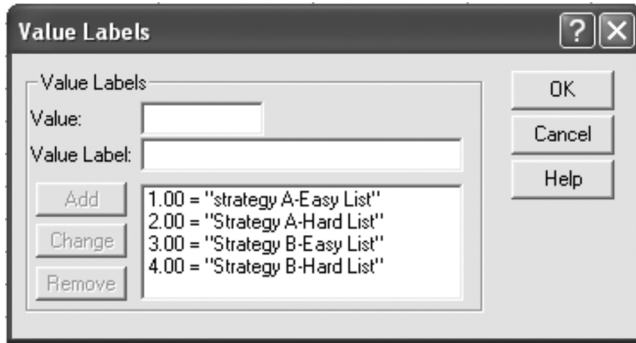 Value Labels
? X
Value Labels
OK
Value:
Cancel
Value Label:
Help
Add
1.00 = "strategy A-Easy List"
2.00 = "Strategy A-Hard List"
Change
3.00 = "Strategy B-Easy List"
4.00 = "Strategy B-Hard List"
Remove